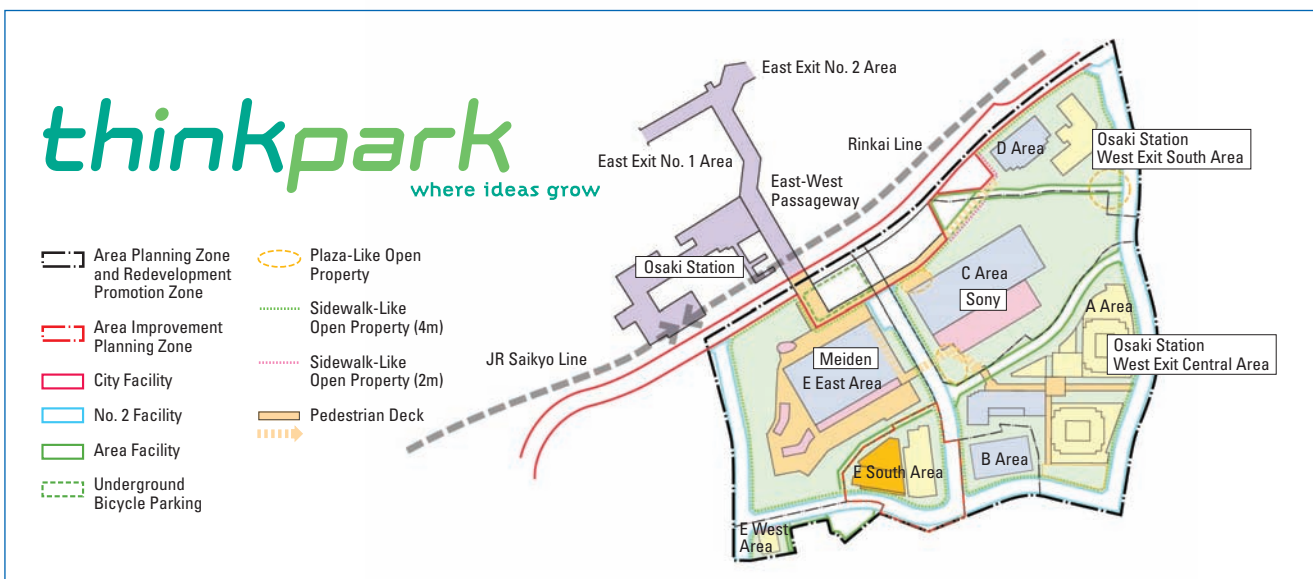 thinkpark
where ideas grow
Area Planning Zone
and Redevelopment
Promotion Zone
Area Improvement
Planning Zone
City Facility
No. 2 Facility
Area Facility
Underground
Bicycle Parking
Plaza-Like Open
Property
Sidewalk-Like
Open Property (4m)
Sidewalk-Like
Open Property (2m)
Pedestrian Deck
East Exit No. 2 Area
East Exit No. 1 Area
East-West
Passageway
Rinkai Line
Osaki Station
JR Saikyo Line
D Area
Osaki Station
West Exit South Area
C Area
Sony
A Area
Osaki Station
West Exit Central Area
Meiden
E East Area
E South Area
B Area
E West
Area